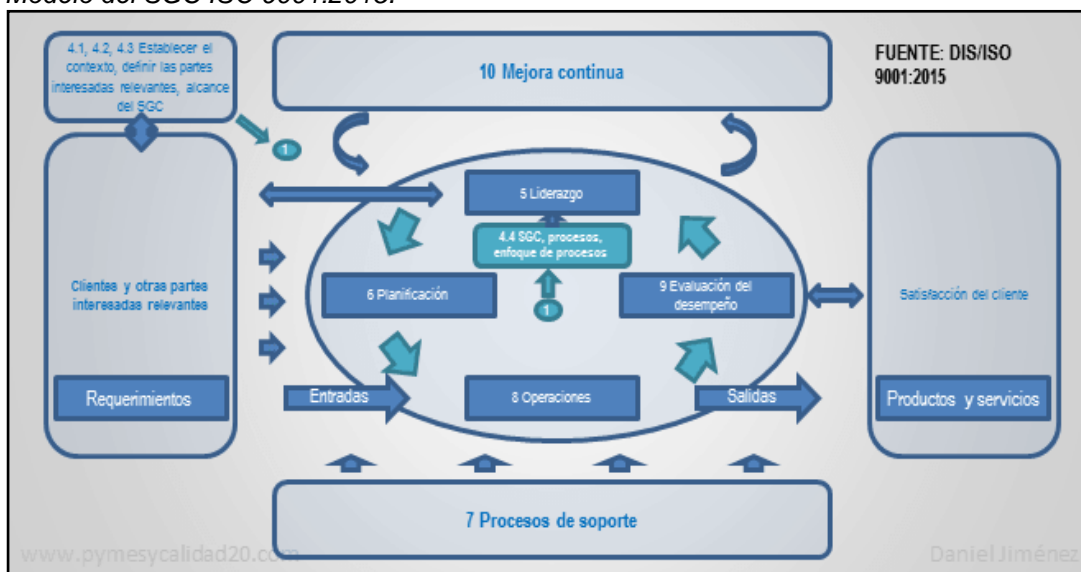 Modelo del SGC ISO 9001:2015.
4.1, 4.2, 4.3 Establecer el
contexto, definir las partes
interesadas relevantes, alcance
del SGC
10 Mejora continua
FUENTE: DIS/ISO
9001:2015
1
5 Liderazgo
4.4 SGC, procesos,
enfoque de procesos
Clientes y otras partes
interesadas relevantes
6 Planificación
1
9 Evaluación del
desempeño
Satisfacción del cliente
Requerimientos
Entradas
8 Operaciones
Salidas
Productos y servicios
7 Procesos de soporte
www.pymesycalidad20.com
Daniel Jiménez